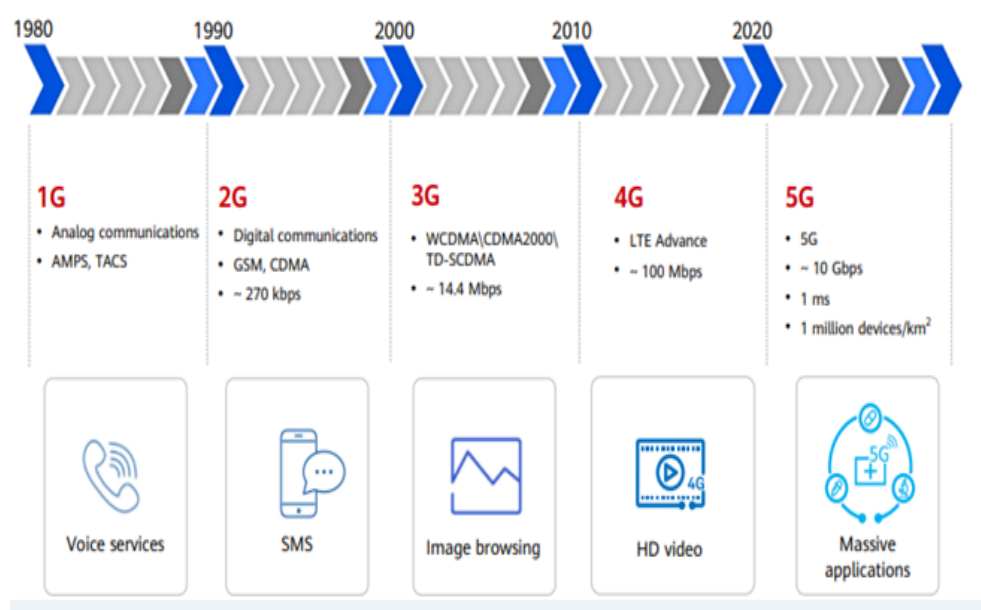 1980
1990
2000
2010
2020
1G
• Analog communications
• AMPS, TACS
2G
• Digital communications
• GSM, CDMA
• ~ 270 kbps
3G
• WCDMA\CDMA2000\
TD-SCDMA
• ~ 14.4 Mbps
4G
• LTE Advance
• ~ 100 Mbps
5G
• 5G
• ~ 10 Gbps
• 1 ms
• 1 million devices/km²
Voice services
SMS
Image browsing
4G
HD video
5G
Massive
applications